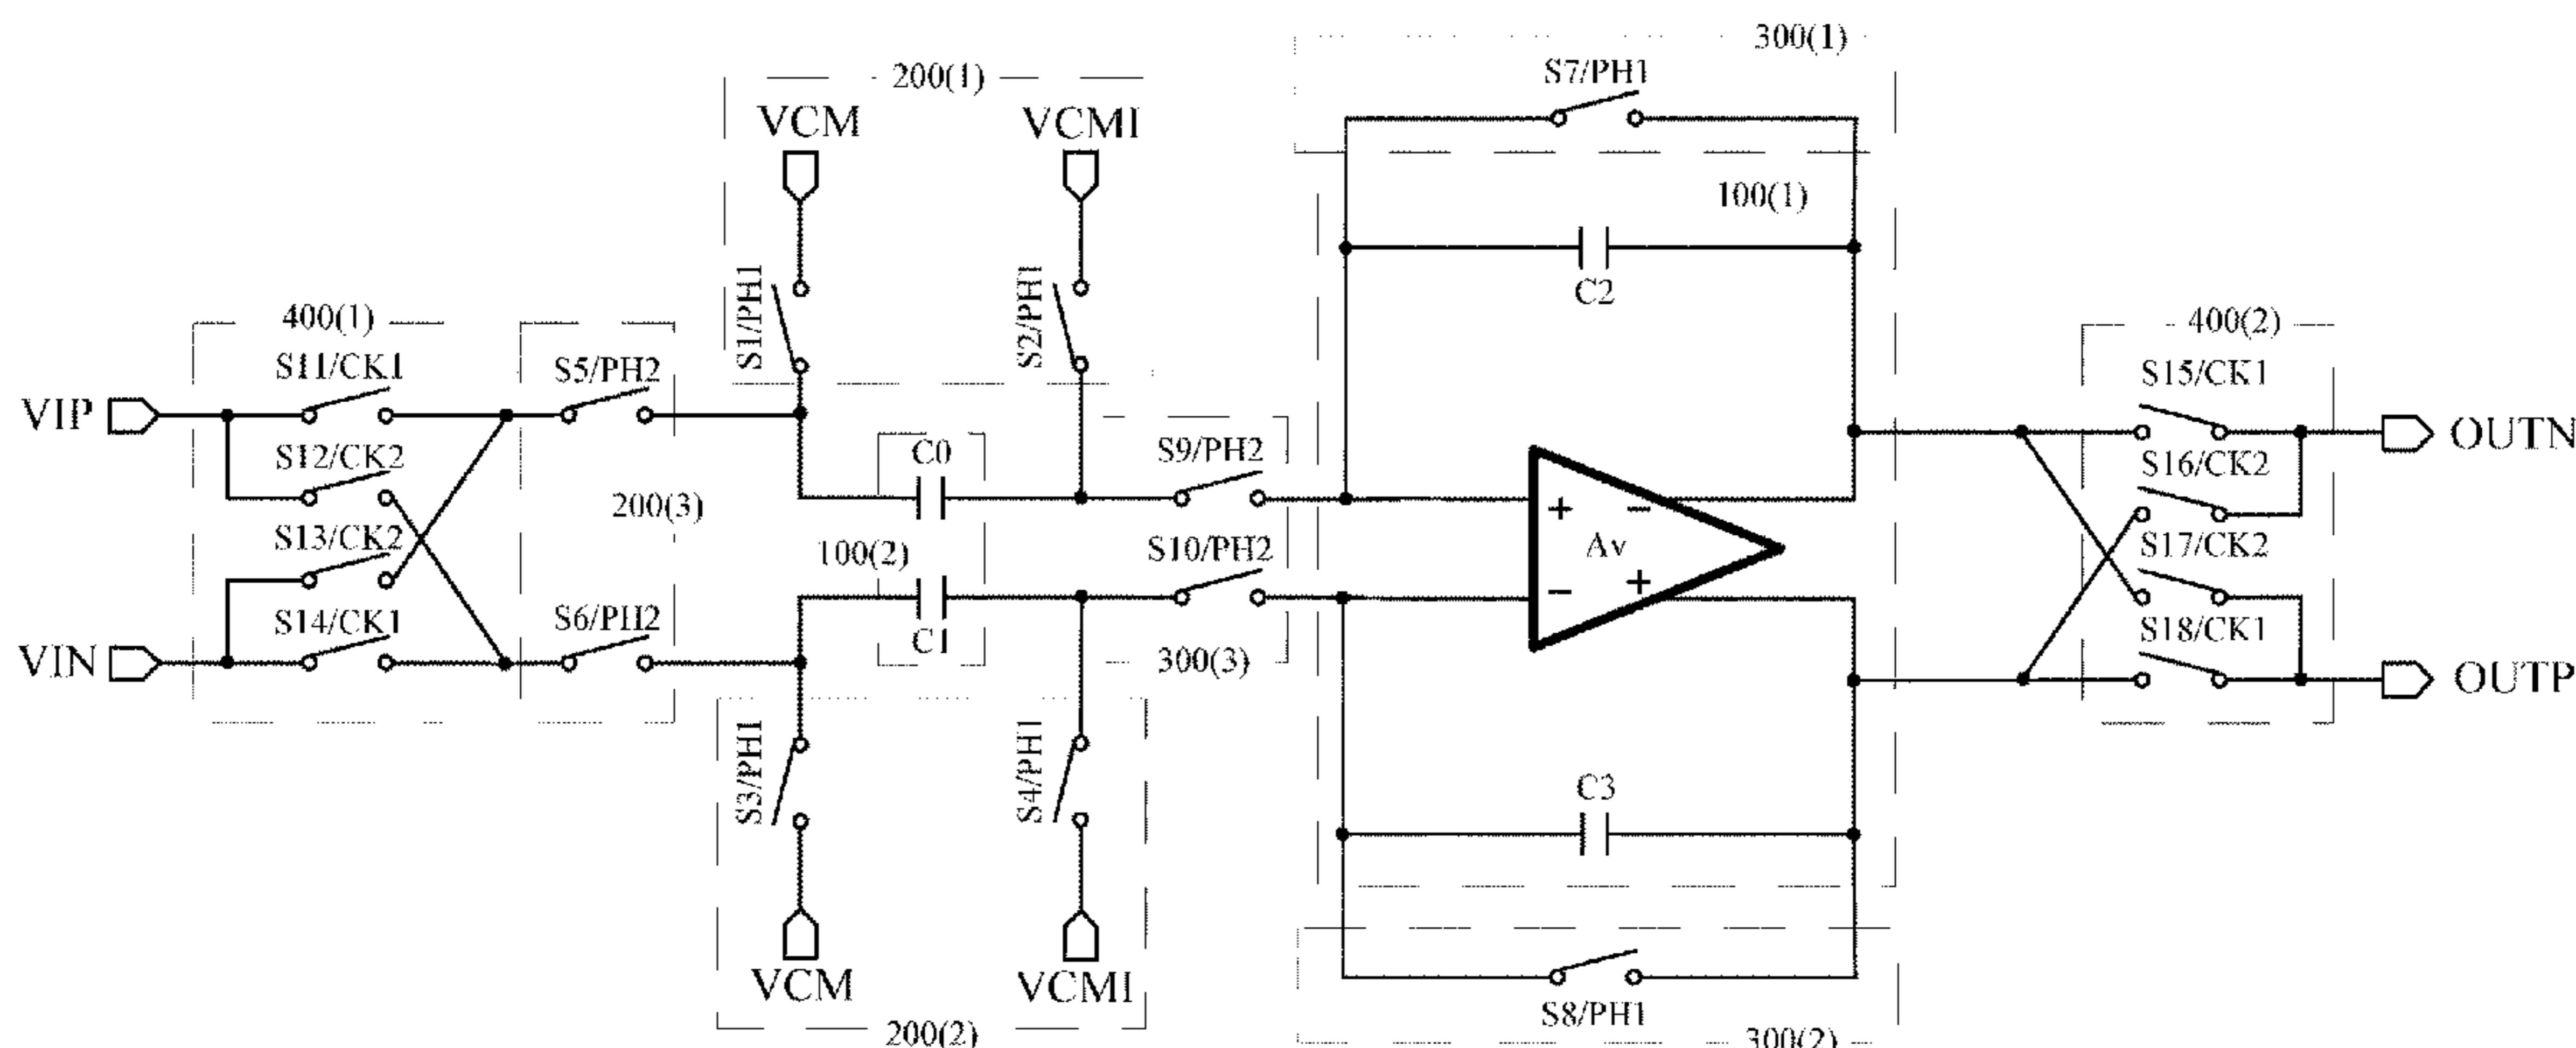 300(1)
S7/PH1
200(1)
VCM
VCMI
100(1)
C2
S1/PH1
S2/PH1
400(1)
400(2)
S11/CK1
S5/PH2
S15/CK1
VIP
OUTN
S12/CK2
C0
S9/PH2
S16/CK2
200(3)
+
−
S13/CK2
100(2)
S10/PH2
Av
S17/CK2
−
+
S14/CK1
S6/PH2
C1
S18/CK1
VIN
300(3)
OUTP
S3/PH1
S4/PH1
C3
VCM
VCMI
S8/PH1
200(2)
300(2)